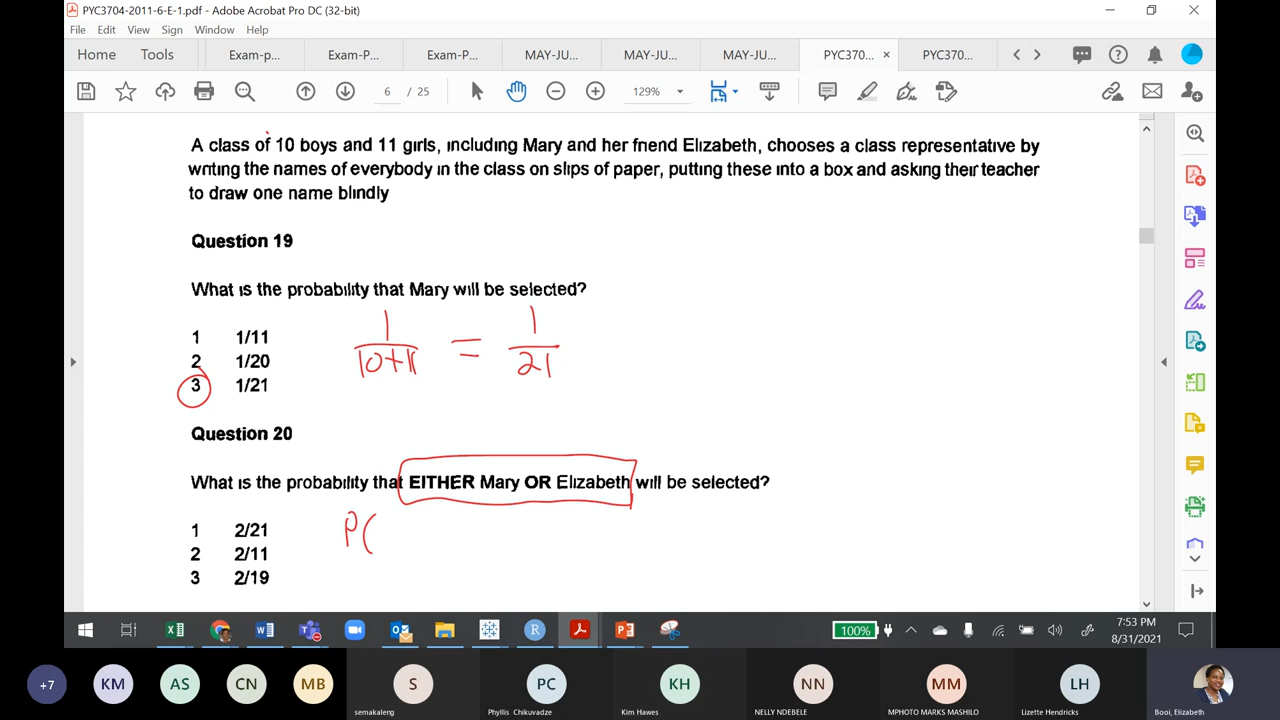 PYC3704-2011-6-E-1.pdf - Adobe Acrobat Pro DC (32-bit)
File Edit View Sign Window Help
Home Tools Exam-p... Exam-P... Exam-P... MAY-JU... MAY-JU... MAY-JU... PYC370... × PYC370...
6 / 25 129%
A class of 10 boys and 11 girls, including Mary and her friend Elizabeth, chooses a class representative by
writing the names of everybody in the class on slips of paper, putting these into a box and asking their teacher
to draw one name blindly
Question 19
What is the probability that Mary will be selected?
1 1/11
2 1/20
3 1/21
1 / 10+11 = 1 / 21
Question 20
What is the probability that EITHER Mary OR Elizabeth will be selected?
1 2/21
2 2/11
3 2/19
P(
100% 7:53 PM
8/31/2021
+7 KM AS CN MB S PC KH NN MM LH
semakaleng Phyllis Chikuvadze Kim Hawes NELLY NDEBELE MPHOTO MARKS MASHILO Lizette Hendricks Booi, Elizabeth